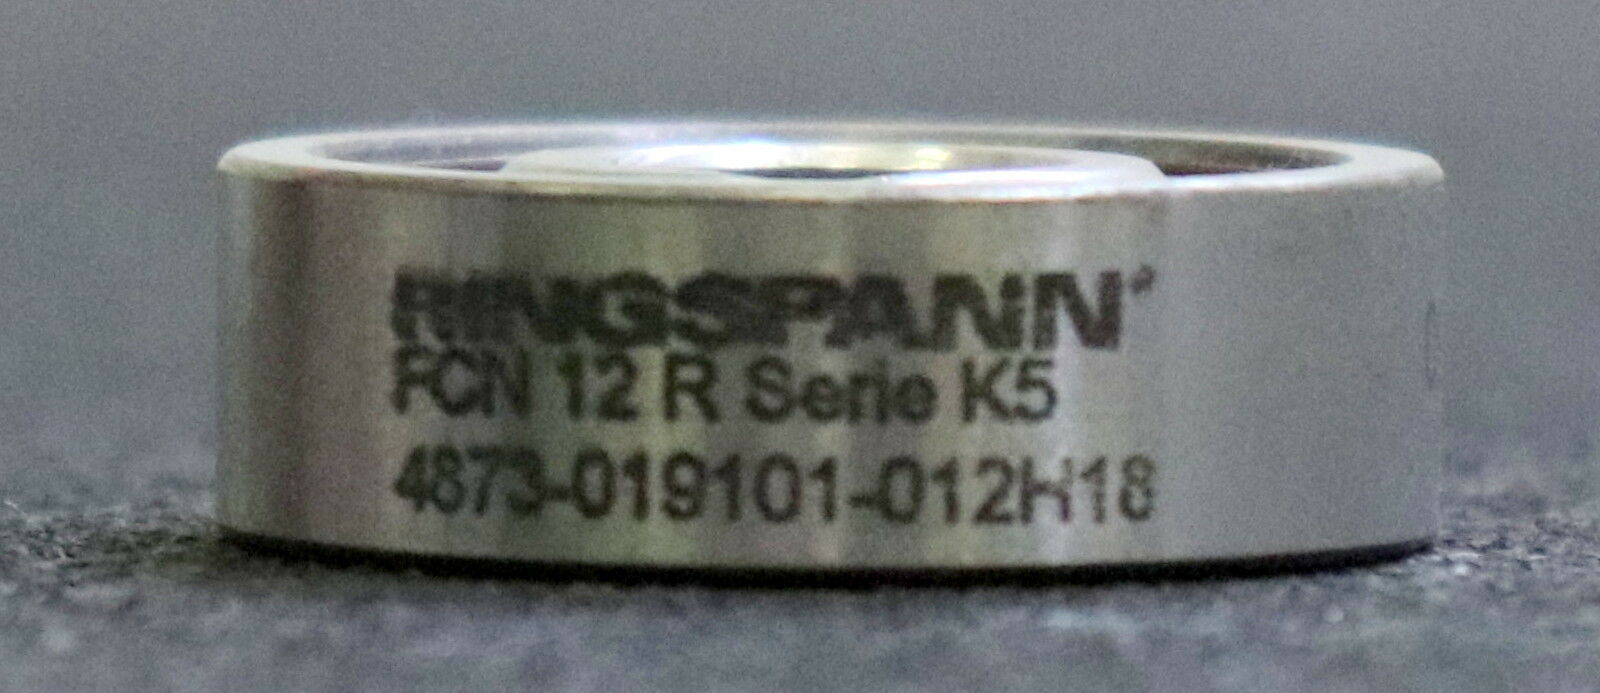 RINGSPANN®
FCN 12 R Serie K5
4873-019101-012H18